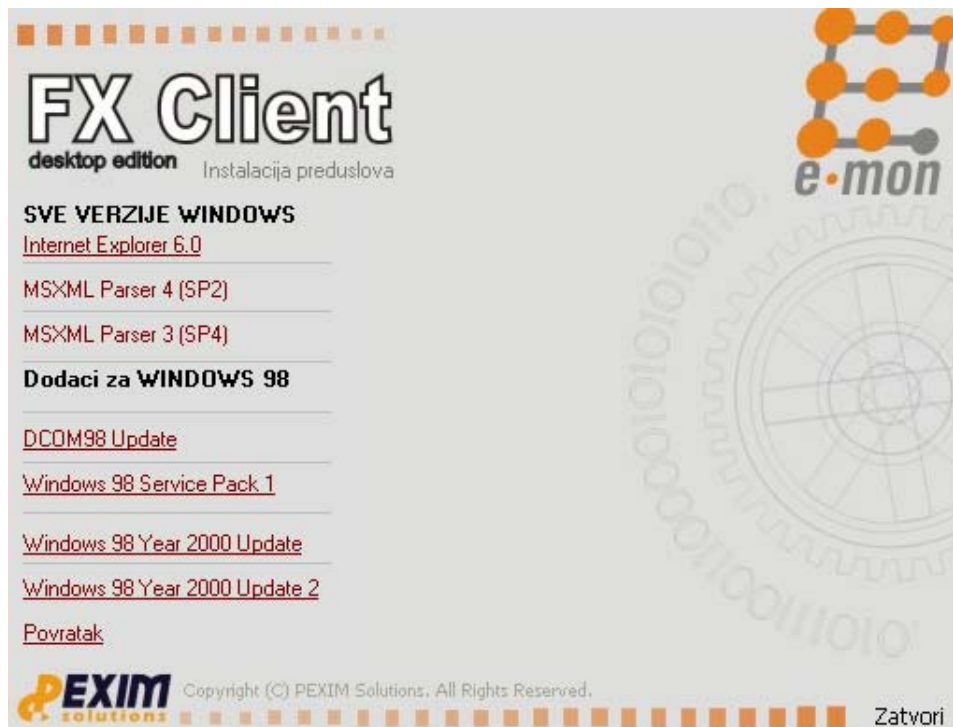 FX Client
desktop edition
Instalacija preduslova
e•mon
SVE VERZIJE WINDOWS
Internet Explorer 6.0
MSXML Parser 4 (SP2)
MSXML Parser 3 (SP4)
Dodaci za WINDOWS 98
DCOM98 Update
Windows 98 Service Pack 1
Windows 98 Year 2000 Update
Windows 98 Year 2000 Update 2
Povratak
PEXIM
solutions
Copyright (C) PEXIM Solutions. All Rights Reserved.
Zatvori